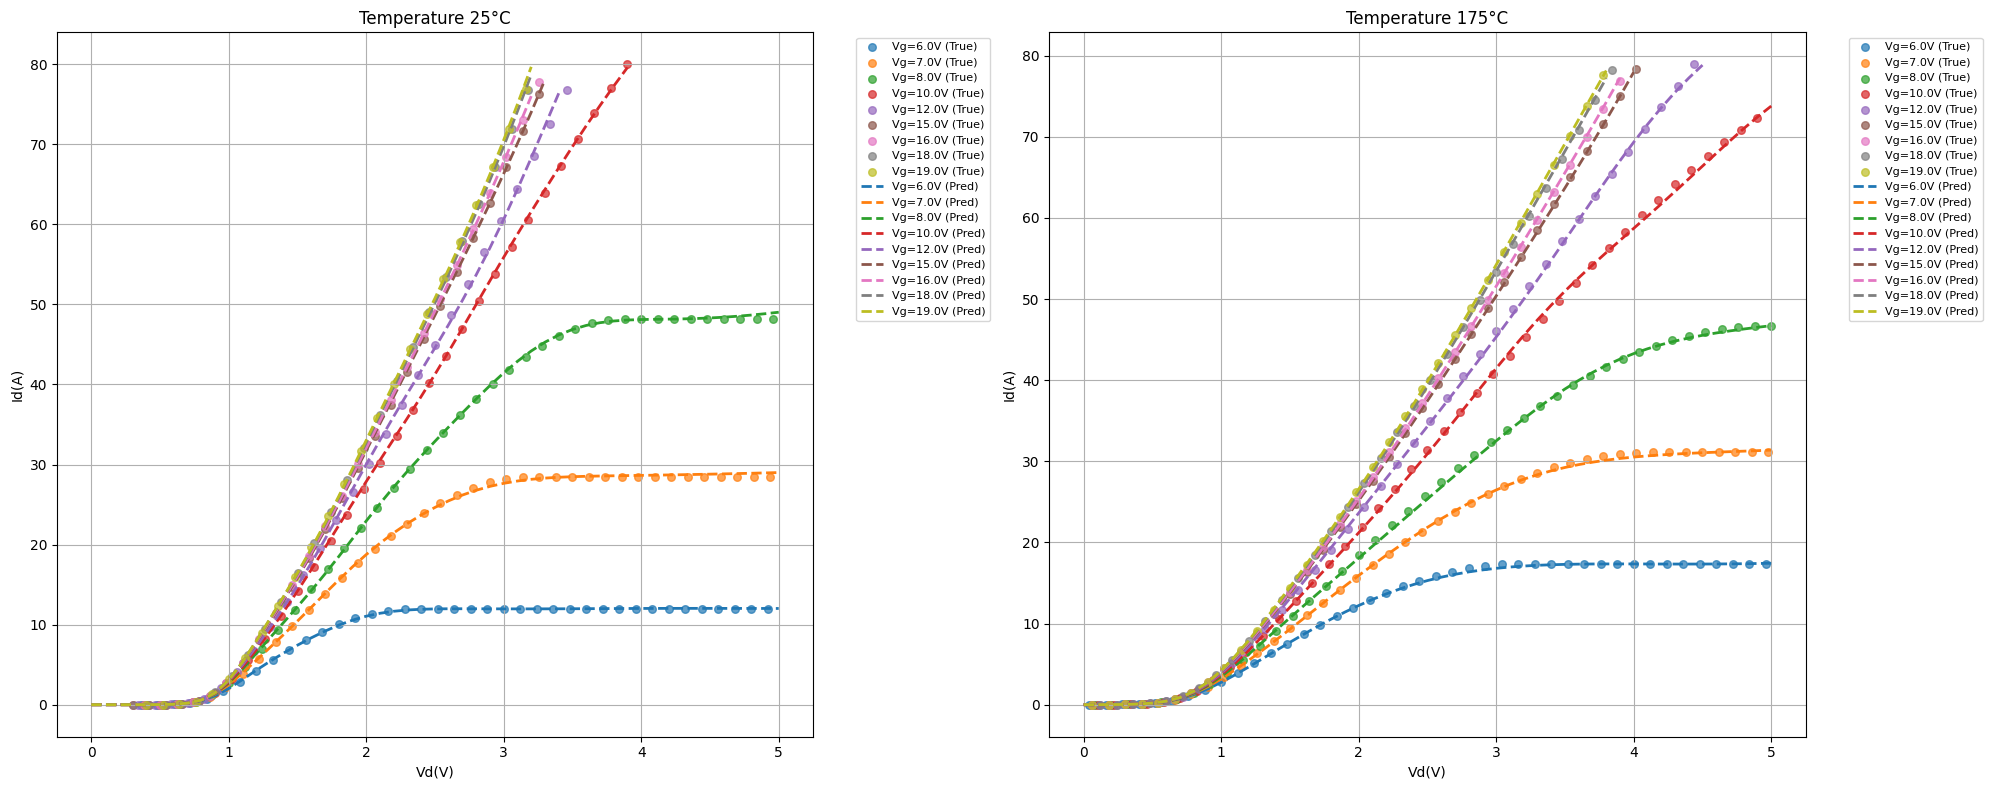 Temperature 25°C
80
70
60
50
40
30
20
10
0
Id(A)
0 1 2 3 4 5
Vd(V)
Vg=6.0V (True)
Vg=7.0V (True)
Vg=8.0V (True)
Vg=10.0V (True)
Vg=12.0V (True)
Vg=15.0V (True)
Vg=16.0V (True)
Vg=18.0V (True)
Vg=19.0V (True)
Vg=6.0V (Pred)
Vg=7.0V (Pred)
Vg=8.0V (Pred)
Vg=10.0V (Pred)
Vg=12.0V (Pred)
Vg=15.0V (Pred)
Vg=16.0V (Pred)
Vg=18.0V (Pred)
Vg=19.0V (Pred)
Temperature 175°C
80
70
60
50
40
30
20
10
0
Id(A)
0 1 2 3 4 5
Vd(V)
Vg=6.0V (True)
Vg=7.0V (True)
Vg=8.0V (True)
Vg=10.0V (True)
Vg=12.0V (True)
Vg=15.0V (True)
Vg=16.0V (True)
Vg=18.0V (True)
Vg=19.0V (True)
Vg=6.0V (Pred)
Vg=7.0V (Pred)
Vg=8.0V (Pred)
Vg=10.0V (Pred)
Vg=12.0V (Pred)
Vg=15.0V (Pred)
Vg=16.0V (Pred)
Vg=18.0V (Pred)
Vg=19.0V (Pred)